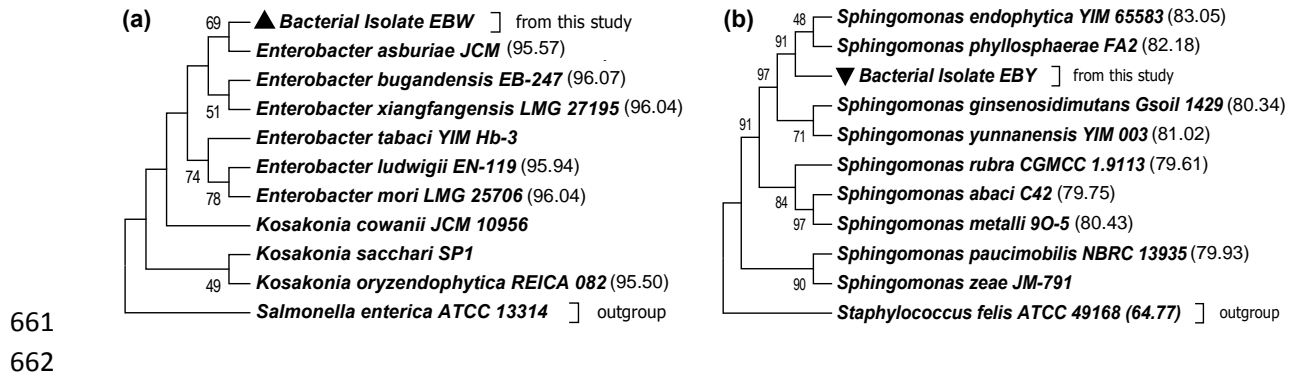 (a)
69
Bacterial Isolate EBW ] from this study
Enterobacter asburiae JCM (95.57)
Enterobacter bugandensis EB-247 (96.07)
51
Enterobacter xiangfangensis LMG 27195 (96.04)
Enterobacter tabaci YIM Hb-3
74
Enterobacter ludwigii EN-119 (95.94)
78
Enterobacter mori LMG 25706 (96.04)
Kosakonia cowanii JCM 10956
Kosakonia sacchari SP1
49
Kosakonia oryzendophytica REICA 082 (95.50)
Salmonella enterica ATCC 13314 ] outgroup
(b)
48
Sphingomonas endophytica YIM 65583 (83.05)
91
Sphingomonas phyllosphaerae FA2 (82.18)
97
Bacterial Isolate EBY ] from this study
Sphingomonas ginsenosidimutans Gsoil 1429 (80.34)
91
71
Sphingomonas yunnanensis YIM 003 (81.02)
Sphingomonas rubra CGMCC 1.9113 (79.61)
84
Sphingomonas abaci C42 (79.75)
97
Sphingomonas metalli 9O-5 (80.43)
Sphingomonas paucimobilis NBRC 13935 (79.93)
90
Sphingomonas zeae JM-791
Staphylococcus felis ATCC 49168 (64.77) ] outgroup
661
662